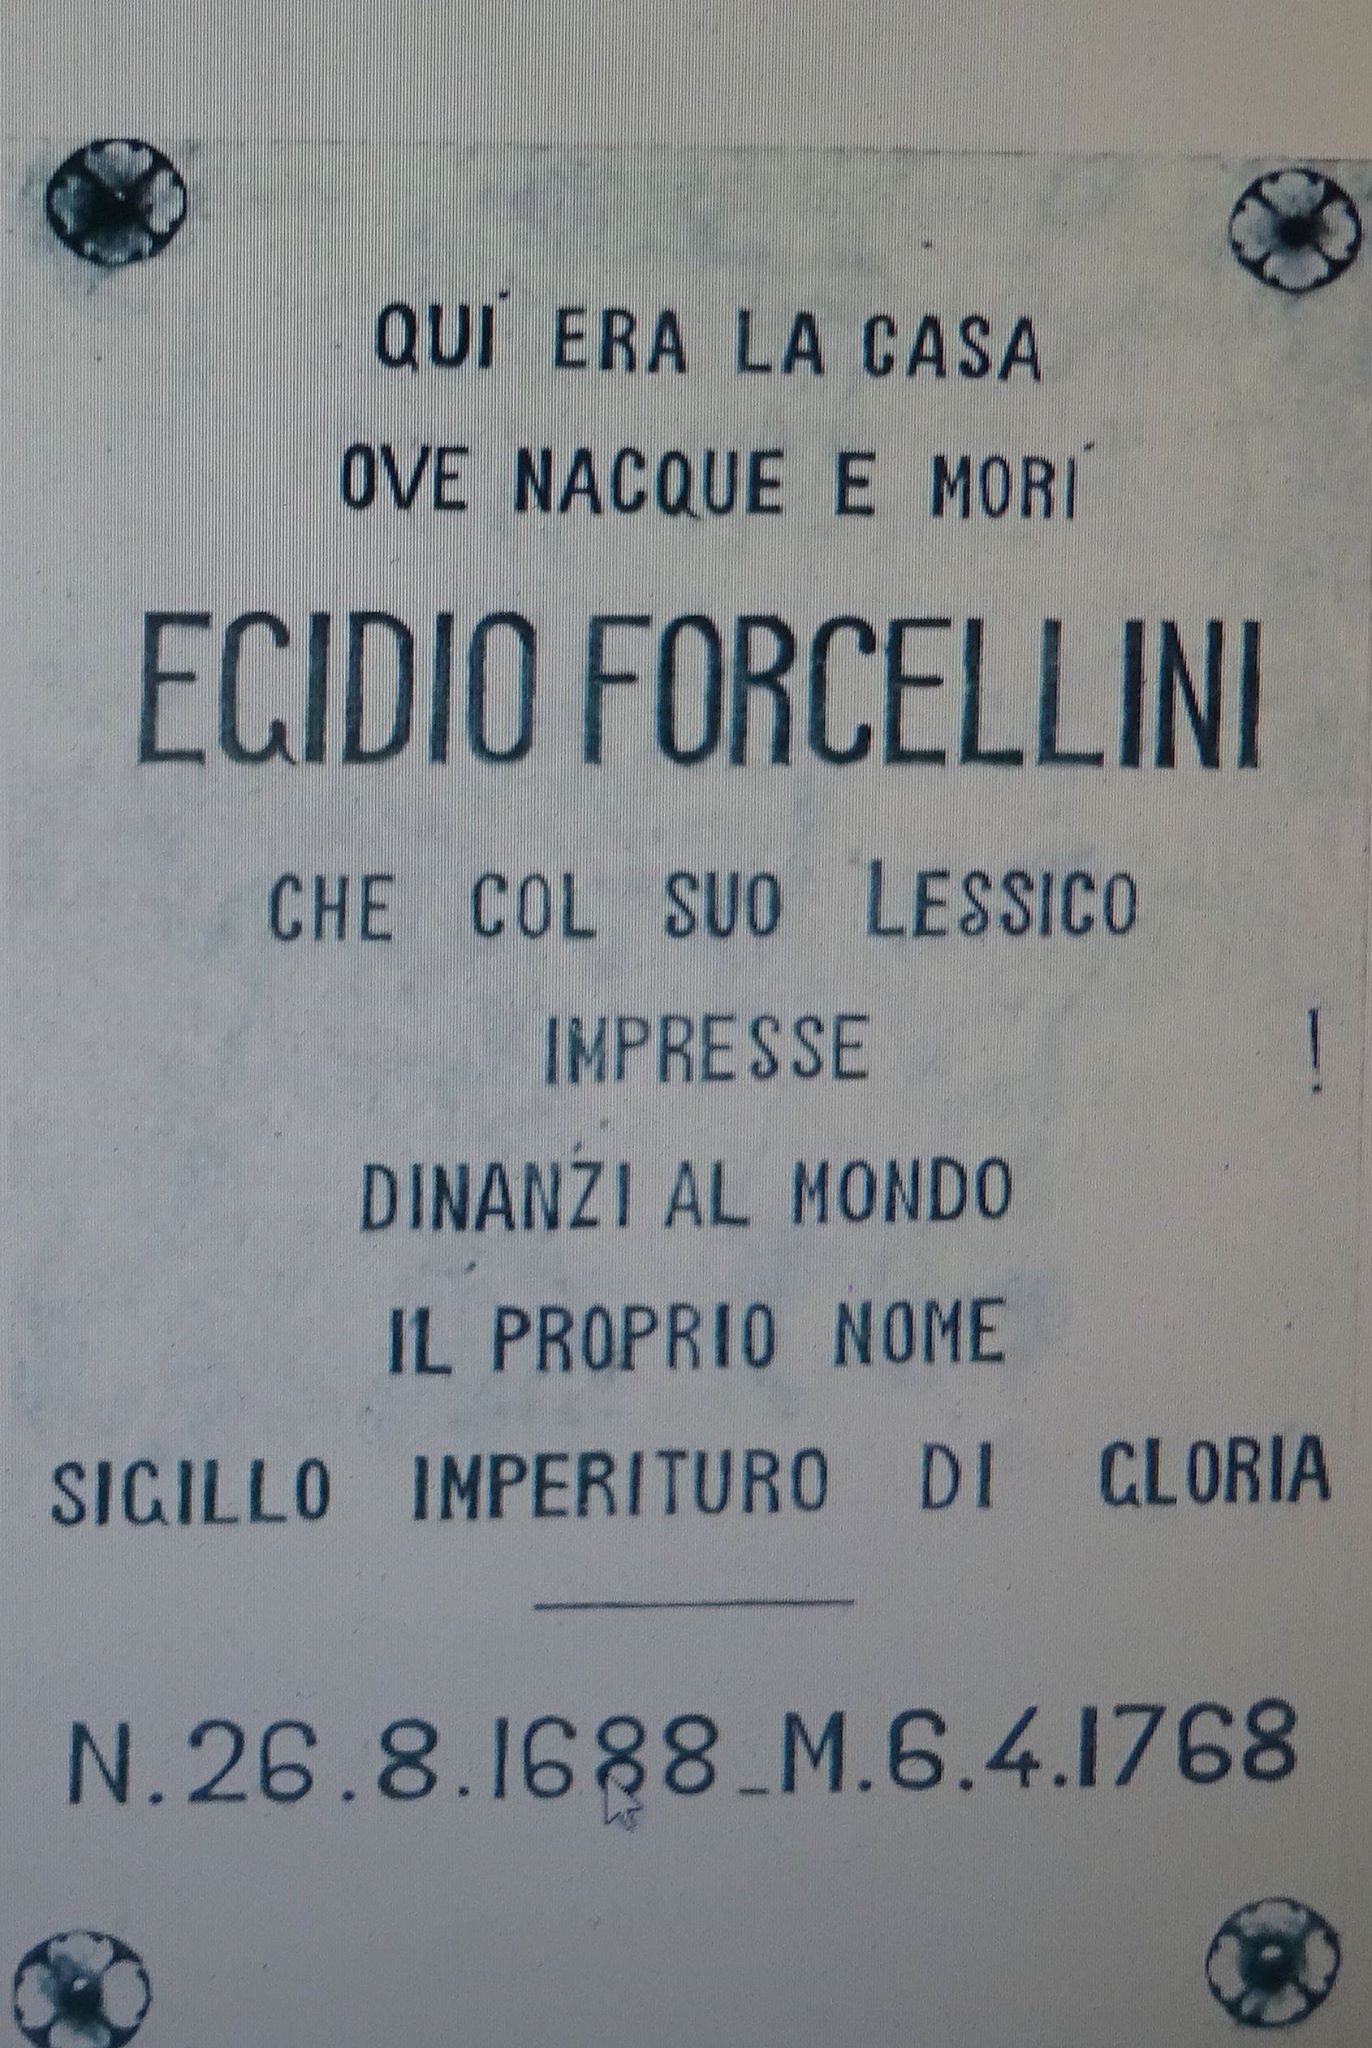 QUI´ ERA LA CASA
OVE NACQUE E MORI´
EGIDIO FORCELLINI
CHE COL SUO LESSICO
IMPRESSE !
DINANZI AL MONDO
IL PROPRIO NOME
SIGILLO IMPERITURO DI GLORIA
N.26.8.1688_M.6.4.1768